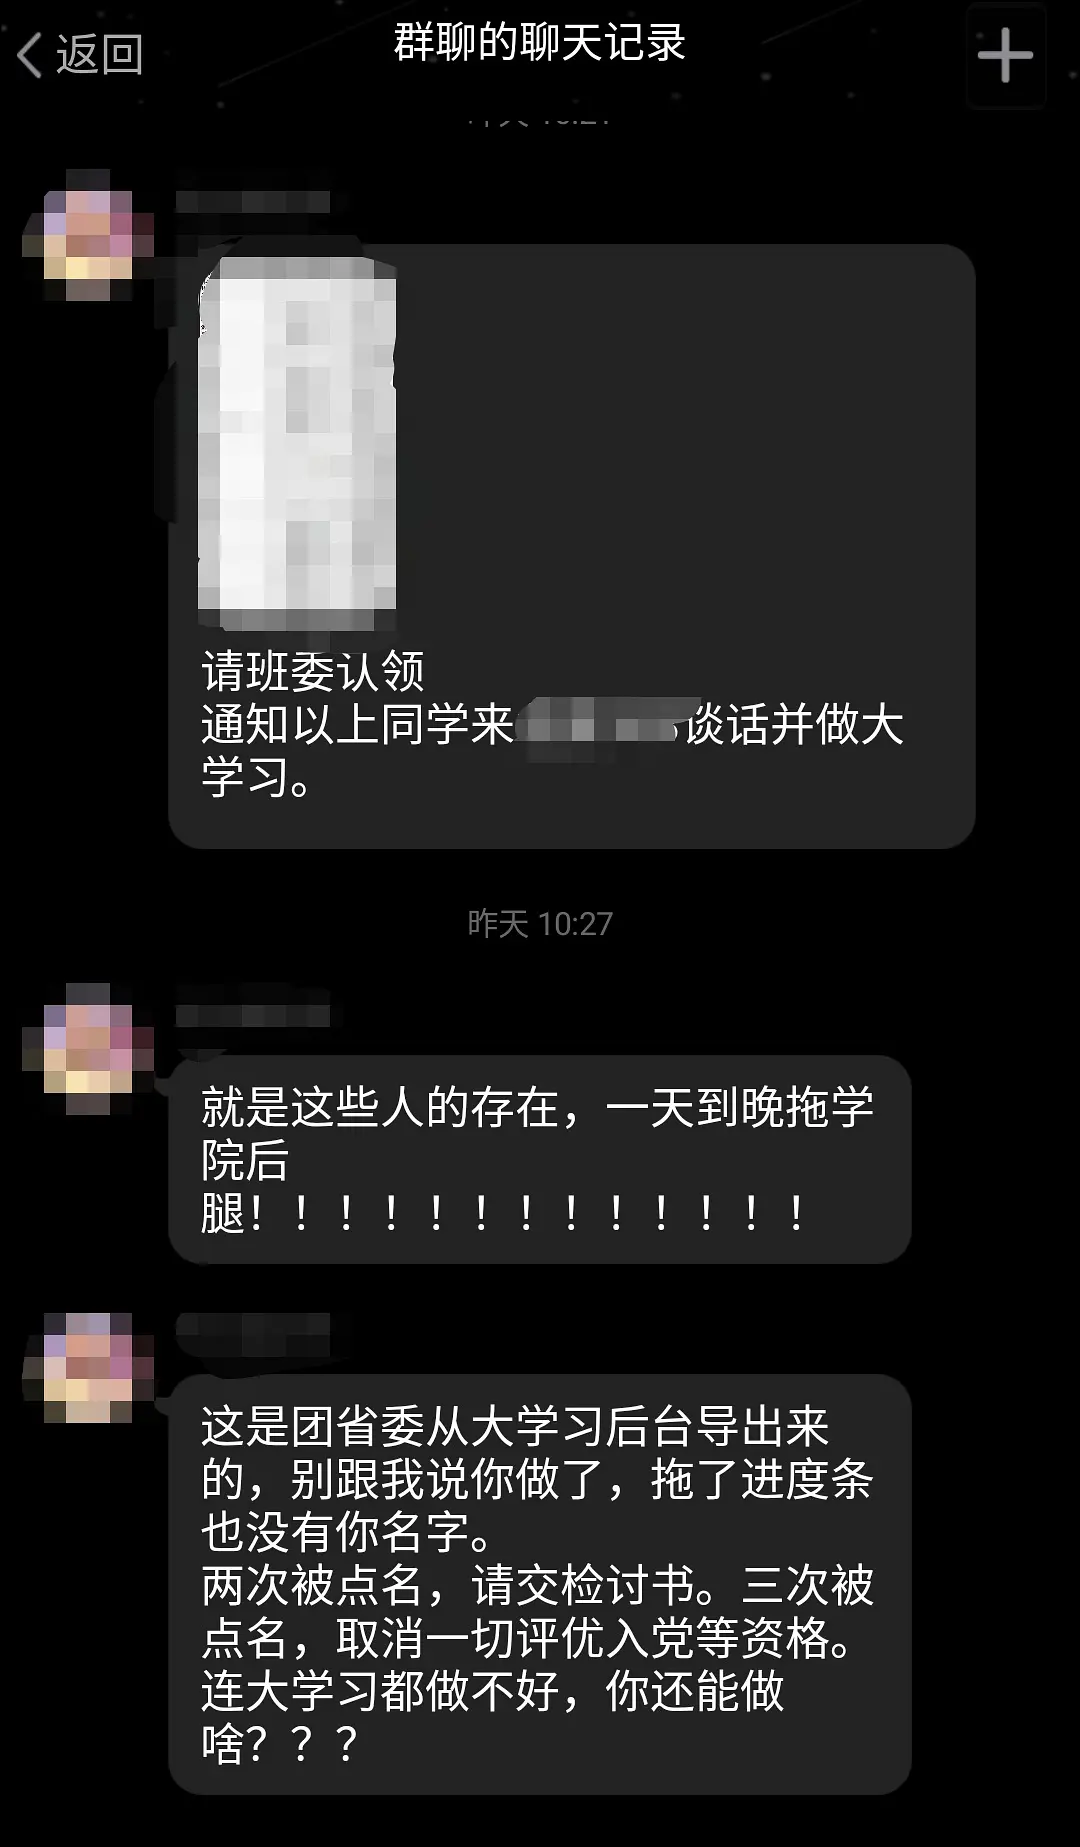 返回
群聊的聊天记录
请班委认领
通知以上同学来
谈话并做大
学习。
昨天 10:27
就是这些人的存在，一天到晚拖学
院后
腿！！！！！！！！！！！！！
这是团省委从大学习后台导出来
的，别跟我说你做了，拖了进度条
也没有你名字。
两次被点名，请交检讨书。三次被
点名，取消一切评优入党等资格。
连大学习都做不好，你还能做
啥？？？